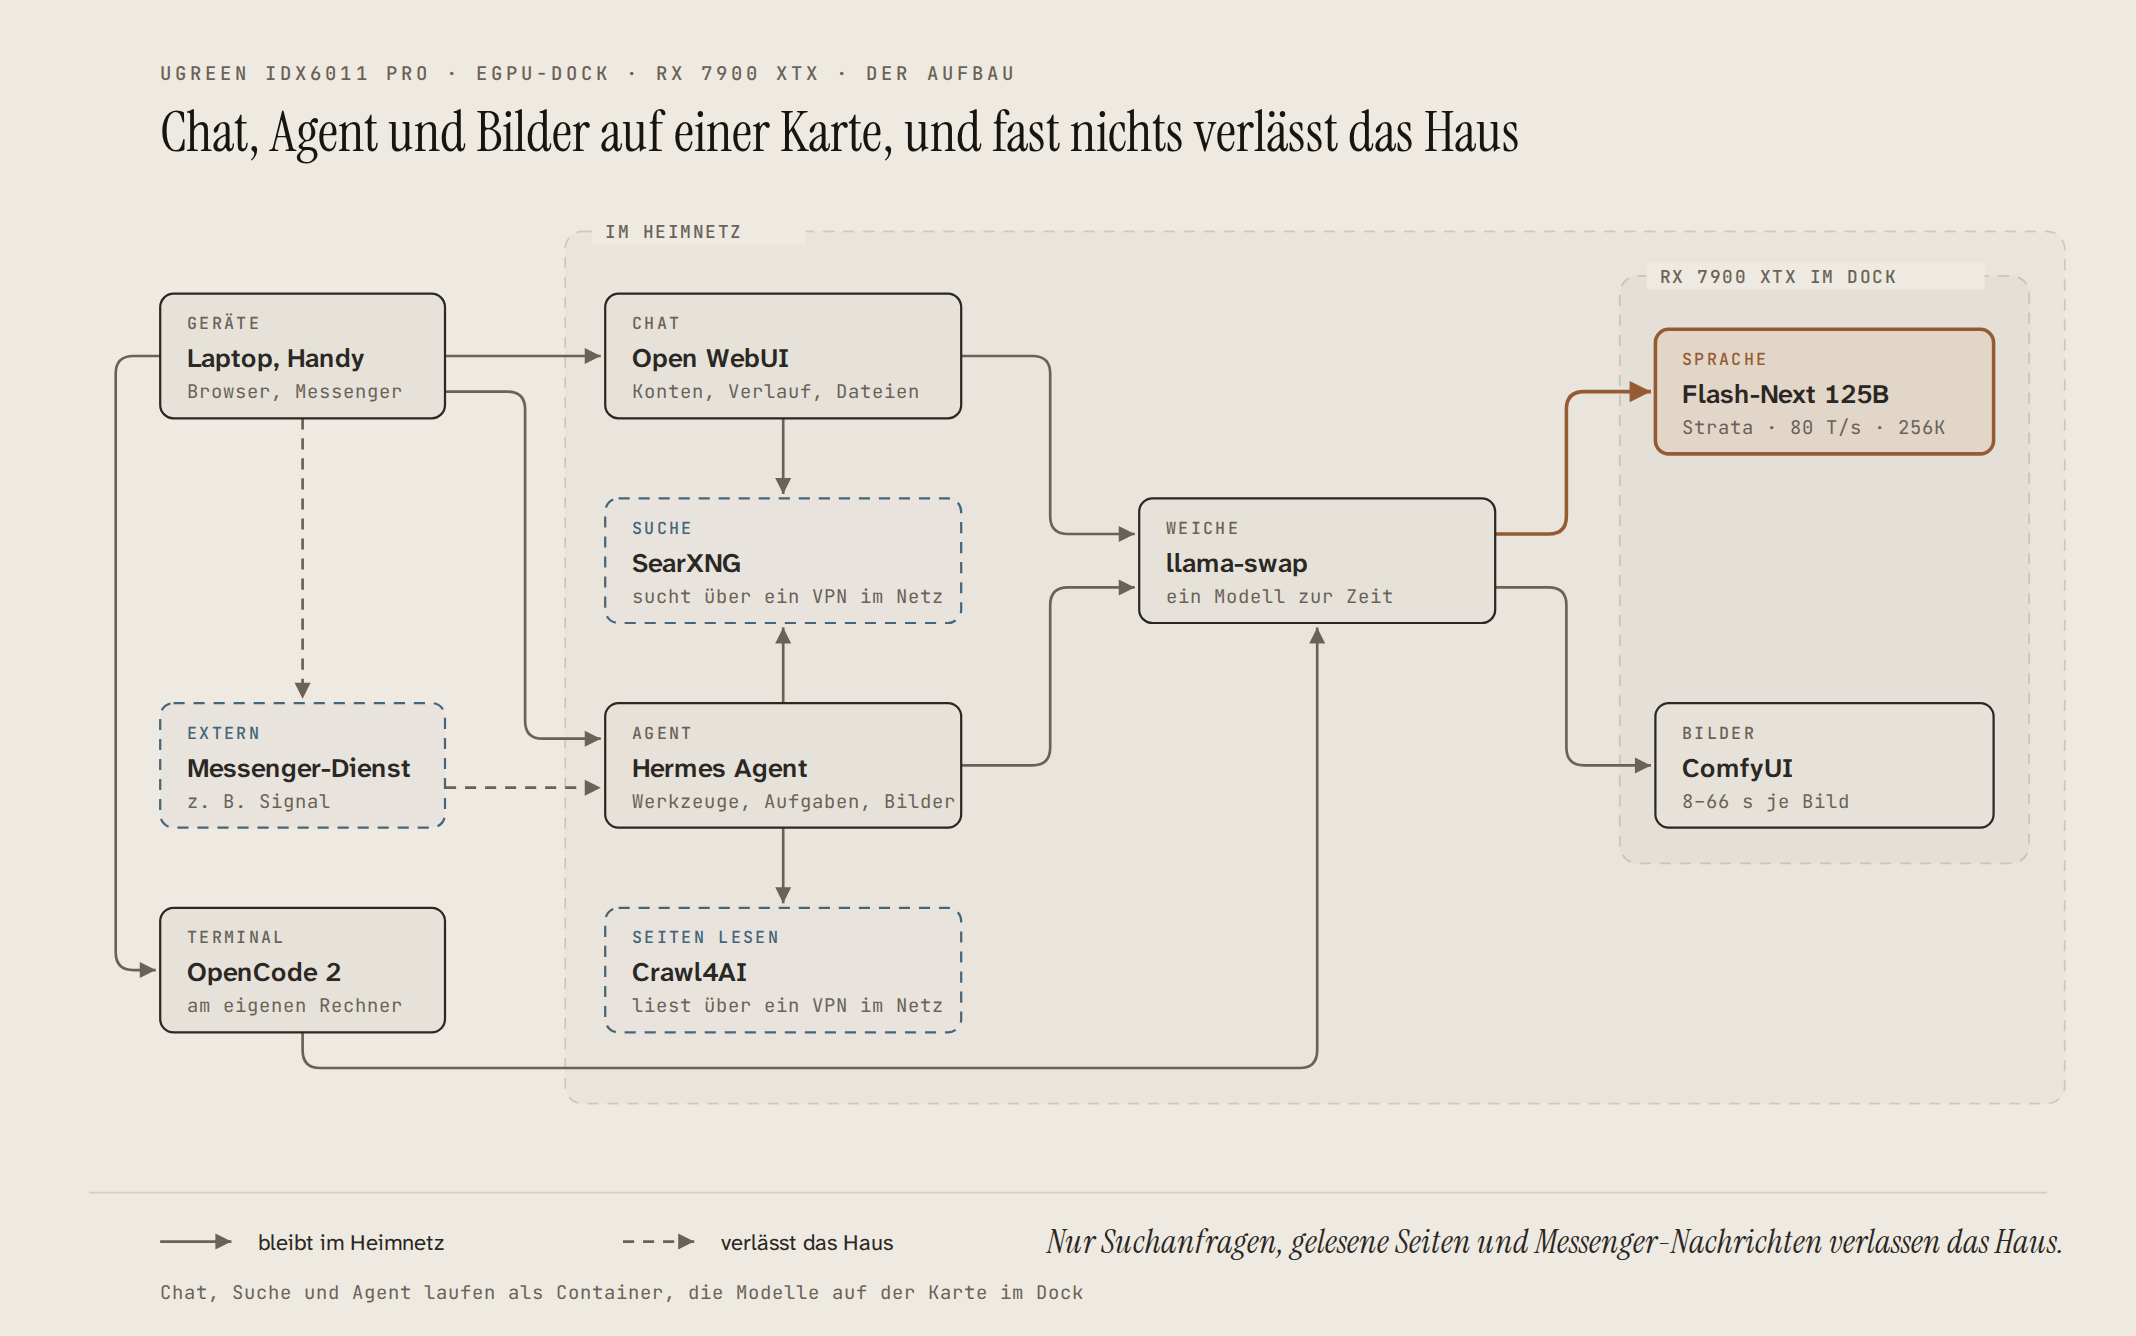 UGREEN IDX6011 PRO · EGPU-DOCK · RX 7900 XTX · DER AUFBAU
Chat, Agent und Bilder auf einer Karte, und fast nichts verlässt das Haus
IM HEIMNETZ
RX 7900 XTX IM DOCK
GERÄTE
Laptop, Handy
Browser, Messenger
CHAT
Open WebUI
Konten, Verlauf, Dateien
SPRACHE
Flash-Next 125B
Strata · 80 T/s · 256K
SUCHE
SearXNG
sucht über ein VPN im Netz
WEICHE
llama-swap
ein Modell zur Zeit
EXTERN
Messenger-Dienst
z. B. Signal
AGENT
Hermes Agent
Werkzeuge, Aufgaben, Bilder
BILDER
ComfyUI
8–66 s je Bild
TERMINAL
OpenCode 2
am eigenen Rechner
SEITEN LESEN
Crawl4AI
liest über ein VPN im Netz
bleibt im Heimnetz
verlässt das Haus
Nur Suchanfragen, gelesene Seiten und Messenger-Nachrichten verlassen das Haus.
Chat, Suche und Agent laufen als Container, die Modelle auf der Karte im Dock